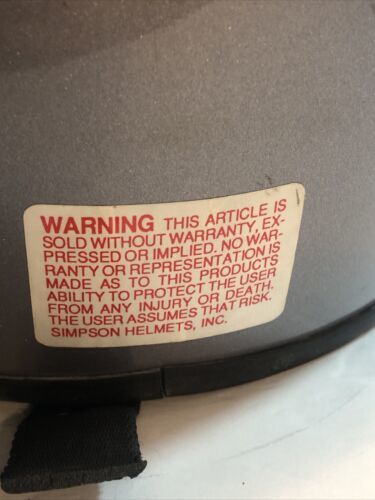 WARNING THIS ARTICLE IS
SOLD WITHOUT WARRANTY, EX-
PRESSED OR IMPLIED. NO WAR-
RANTY OR REPRESENTATION IS
MADE AS TO THIS PRODUCTS
ABILITY TO PROTECT THE USER
FROM ANY INJURY OR DEATH.
THE USER ASSUMES THAT RISK.
SIMPSON HELMETS, INC.